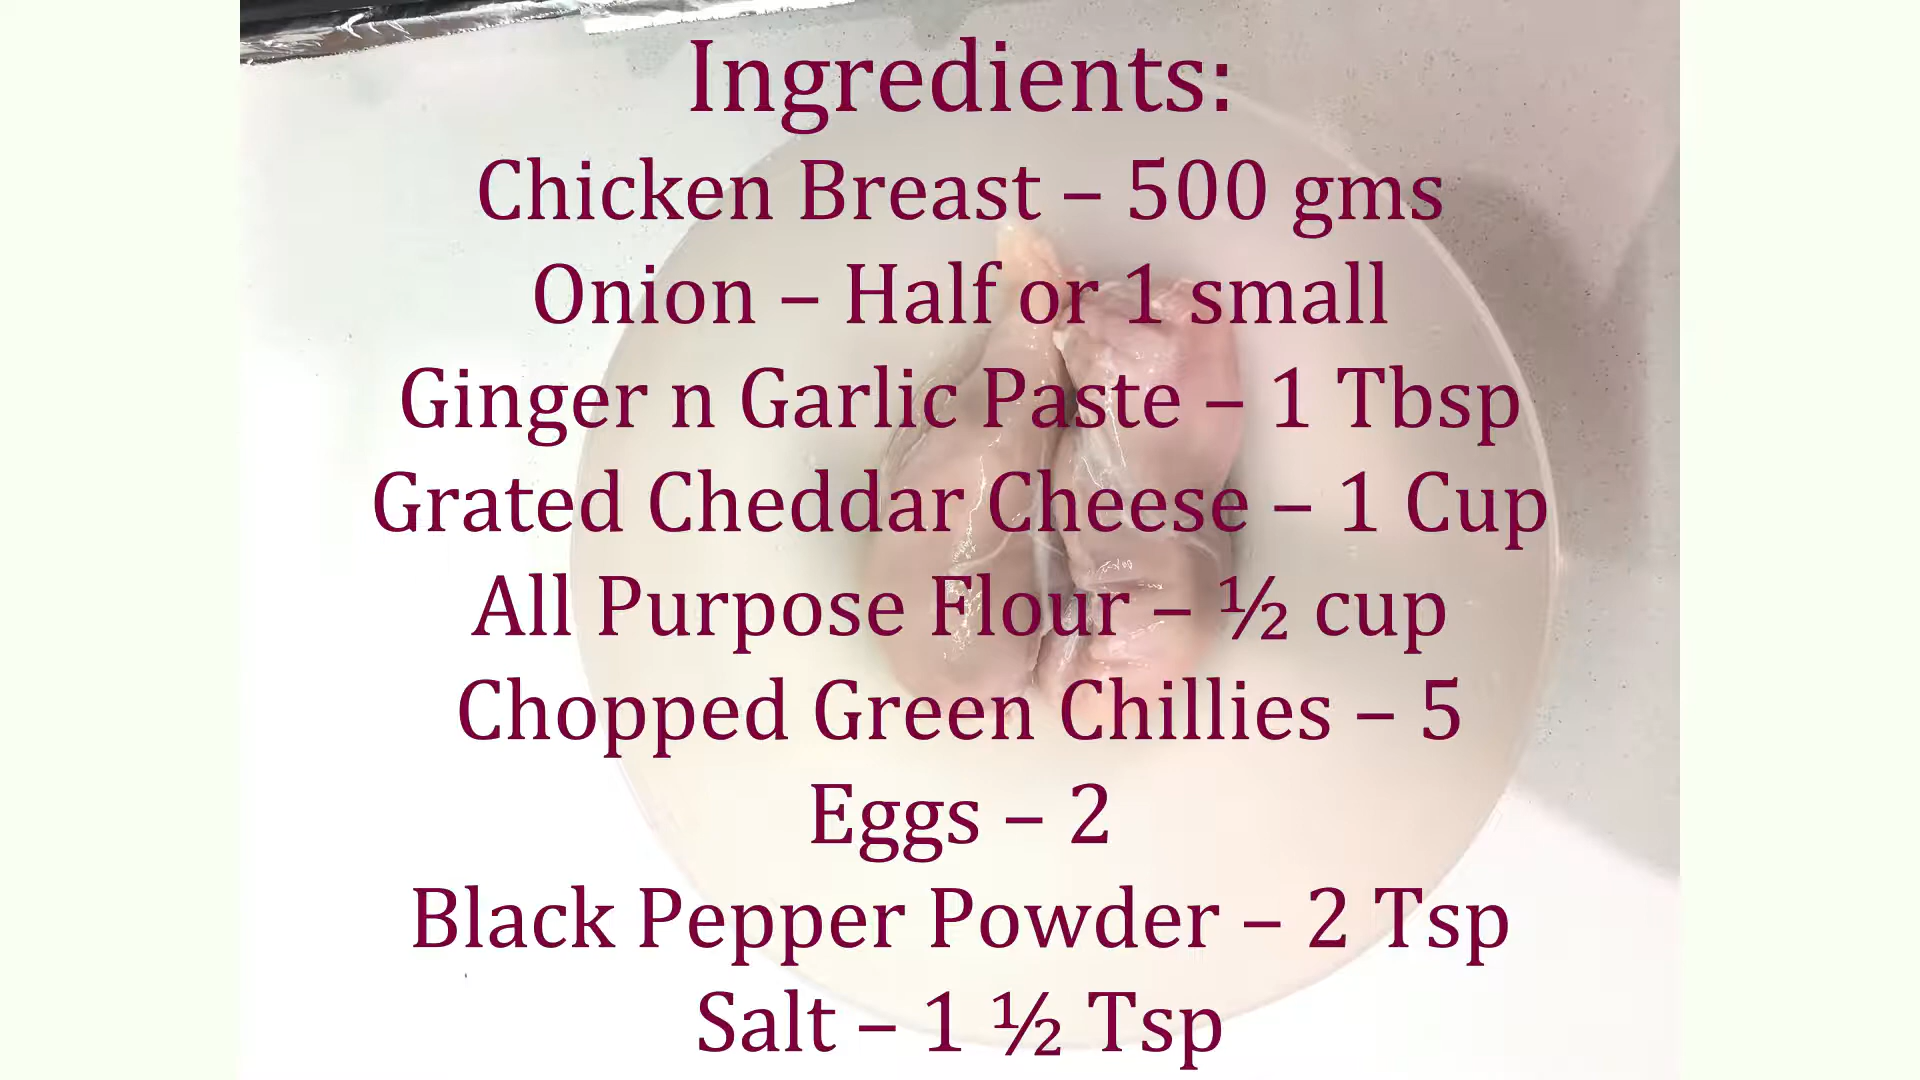 Ingredients:
Chicken Breast – 500 gms
Onion – Half or 1 small
Ginger n Garlic Paste – 1 Tbsp
Grated Cheddar Cheese – 1 Cup
All Purpose Flour – ½ cup
Chopped Green Chillies – 5
Eggs – 2
Black Pepper Powder – 2 Tsp
Salt – 1 ½ Tsp